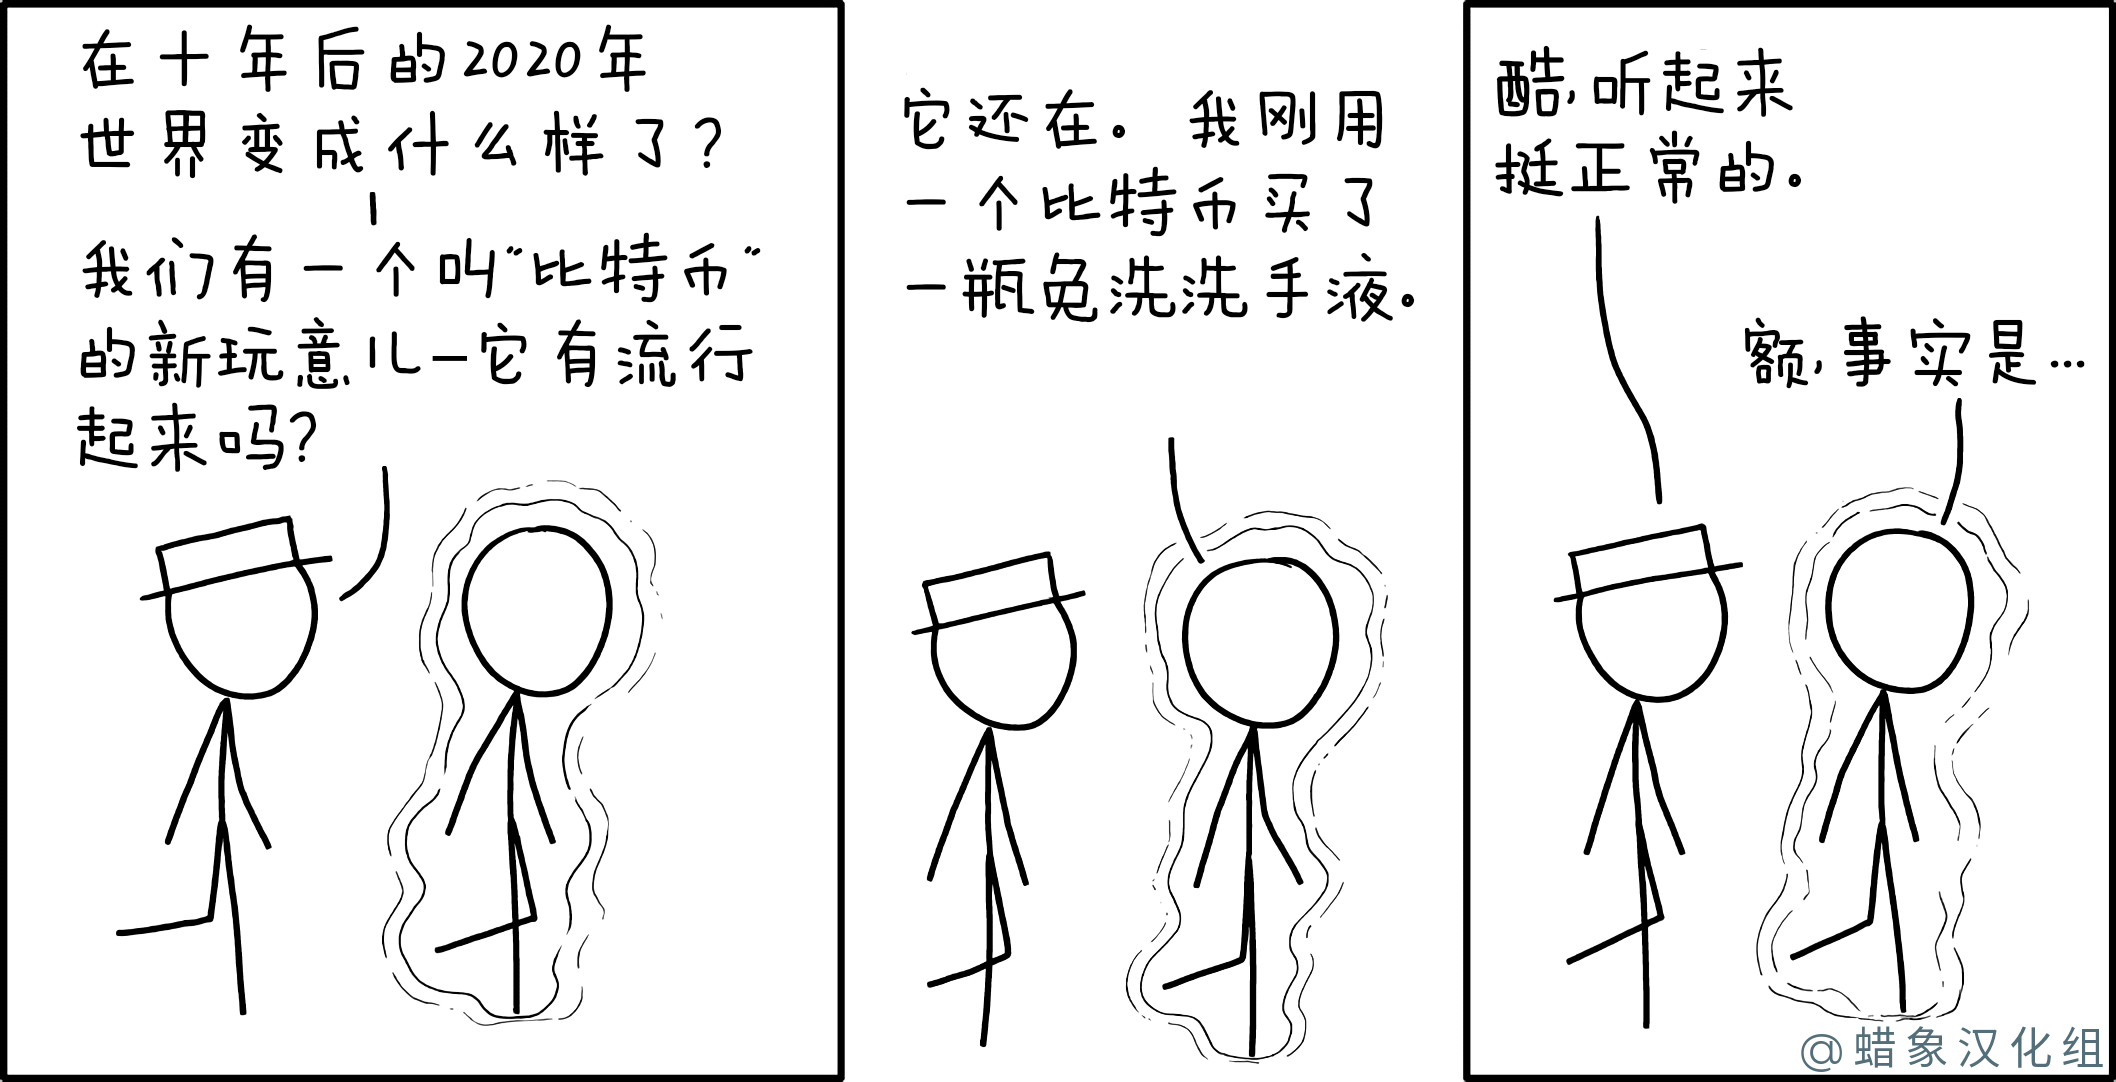 在十年后的2020年
世界变成什么样了？
我们有一个叫“比特币”
的新玩意儿—它有流行
起来吗？
它还在。我刚用
一个比特币买了
一瓶免洗洗手液。
酷，听起来
挺正常的。
额，事实是…
@蜡象汉化组